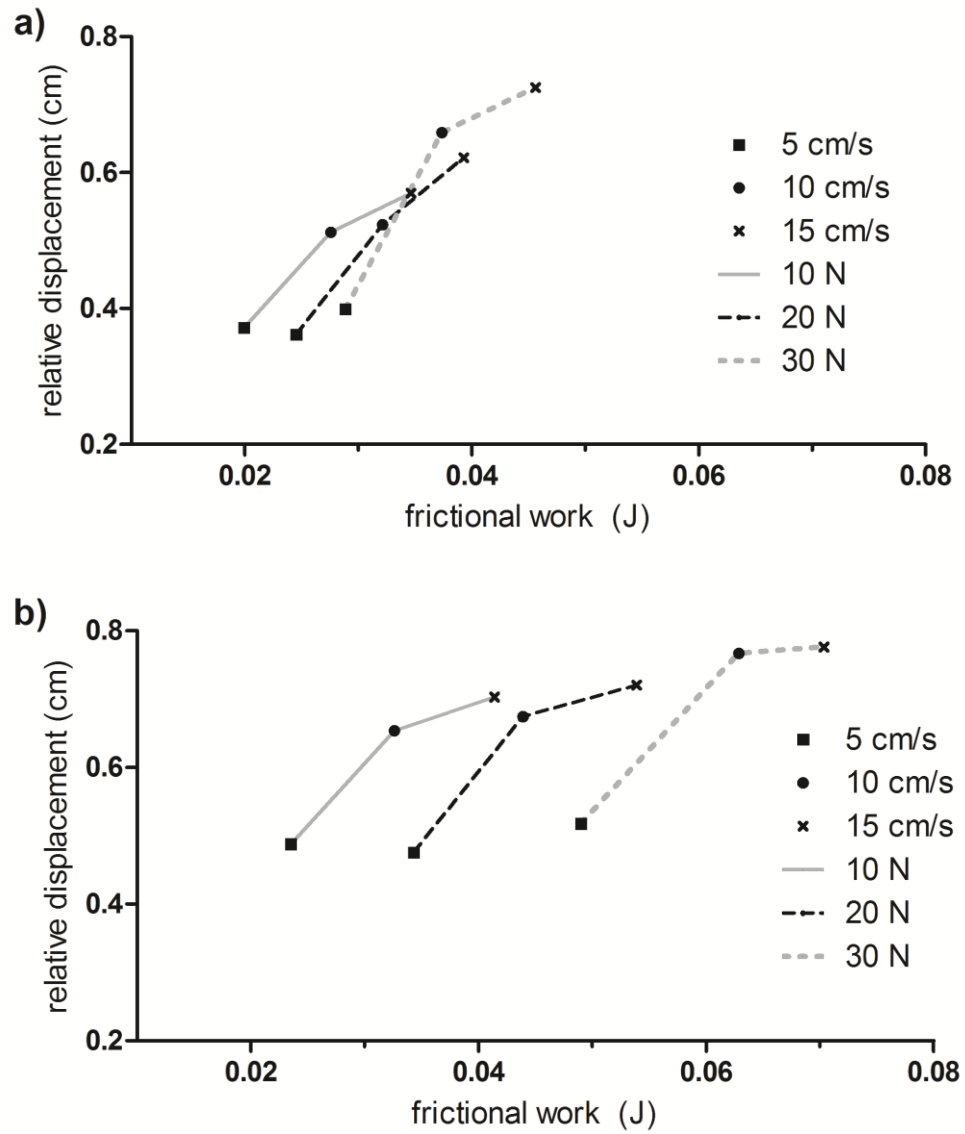 a)
0.8
0.6
0.4
0.2
relative displacement (cm)
0.02 0.04 0.06 0.08
frictional work (J)
5 cm/s
10 cm/s
15 cm/s
10 N
20 N
30 N
b)
0.8
0.6
0.4
0.2
relative displacement (cm)
0.02 0.04 0.06 0.08
frictional work (J)
5 cm/s
10 cm/s
15 cm/s
10 N
20 N
30 N